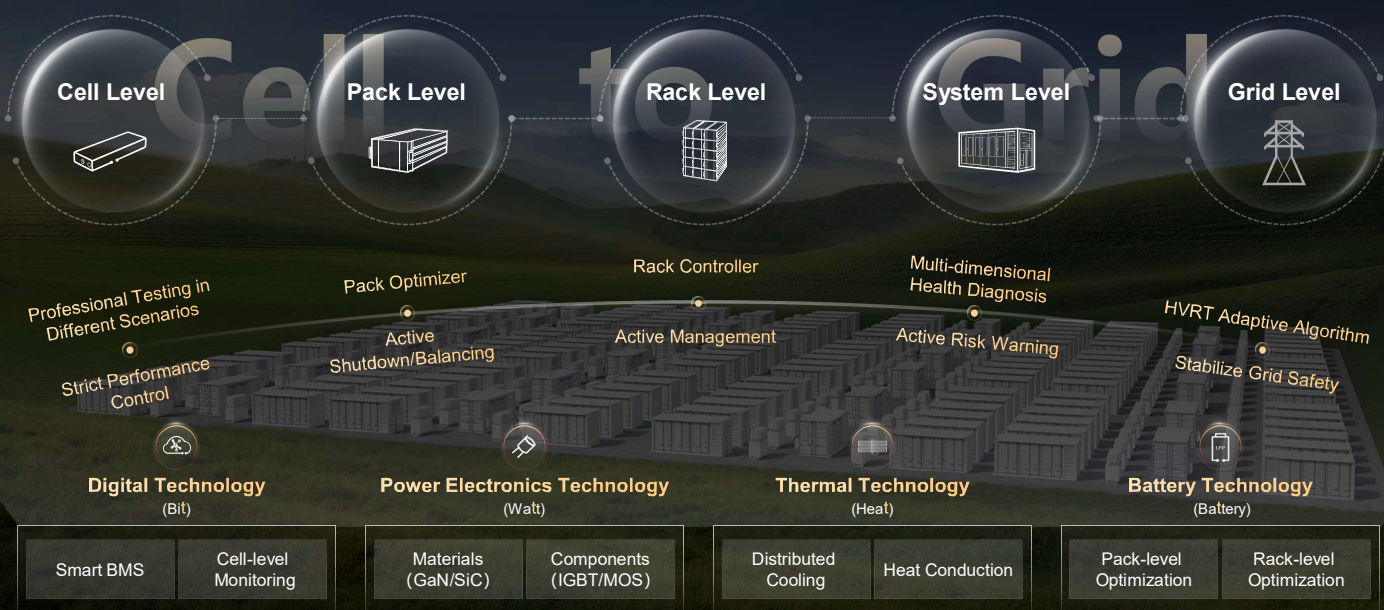 Cell to Grid
Cell Level
Pack Level
Rack Level
System Level
Grid Level
Professional Testing in
Different Scenarios
Strict Performance
Control
Pack Optimizer
Active
Shutdown/Balancing
Rack Controller
Active Management
Multi-dimensional
Health Diagnosis
Active Risk Warning
HVRT Adaptive Algorithm
Stabilize Grid Safety
Digital Technology
(Bit)
Smart BMS
Cell-level
Monitoring
Power Electronics Technology
(Watt)
Materials
(GaN/SiC)
Components
(IGBT/MOS)
Thermal Technology
(Heat)
Distributed
Cooling
Heat Conduction
LFP
Battery Technology
(Battery)
Pack-level
Optimization
Rack-level
Optimization